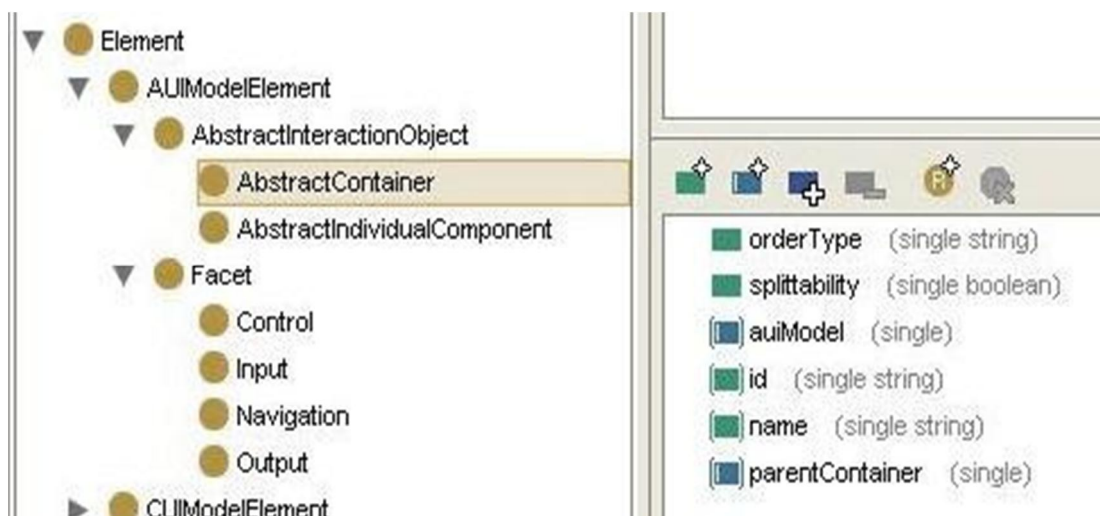 Element
AUIModelElement
AbstractInteractionObject
AbstractContainer
AbstractIndividualComponent
Facet
Control
Input
Navigation
Output
CUIModelElement
R
orderType (single string)
splittability (single boolean)
auiModel (single)
id (single string)
name (single string)
parentContainer (single)